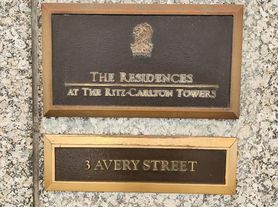 THE RESIDENCES
AT THE RITZ-CARLTON TOWERS
3 AVERY STREET